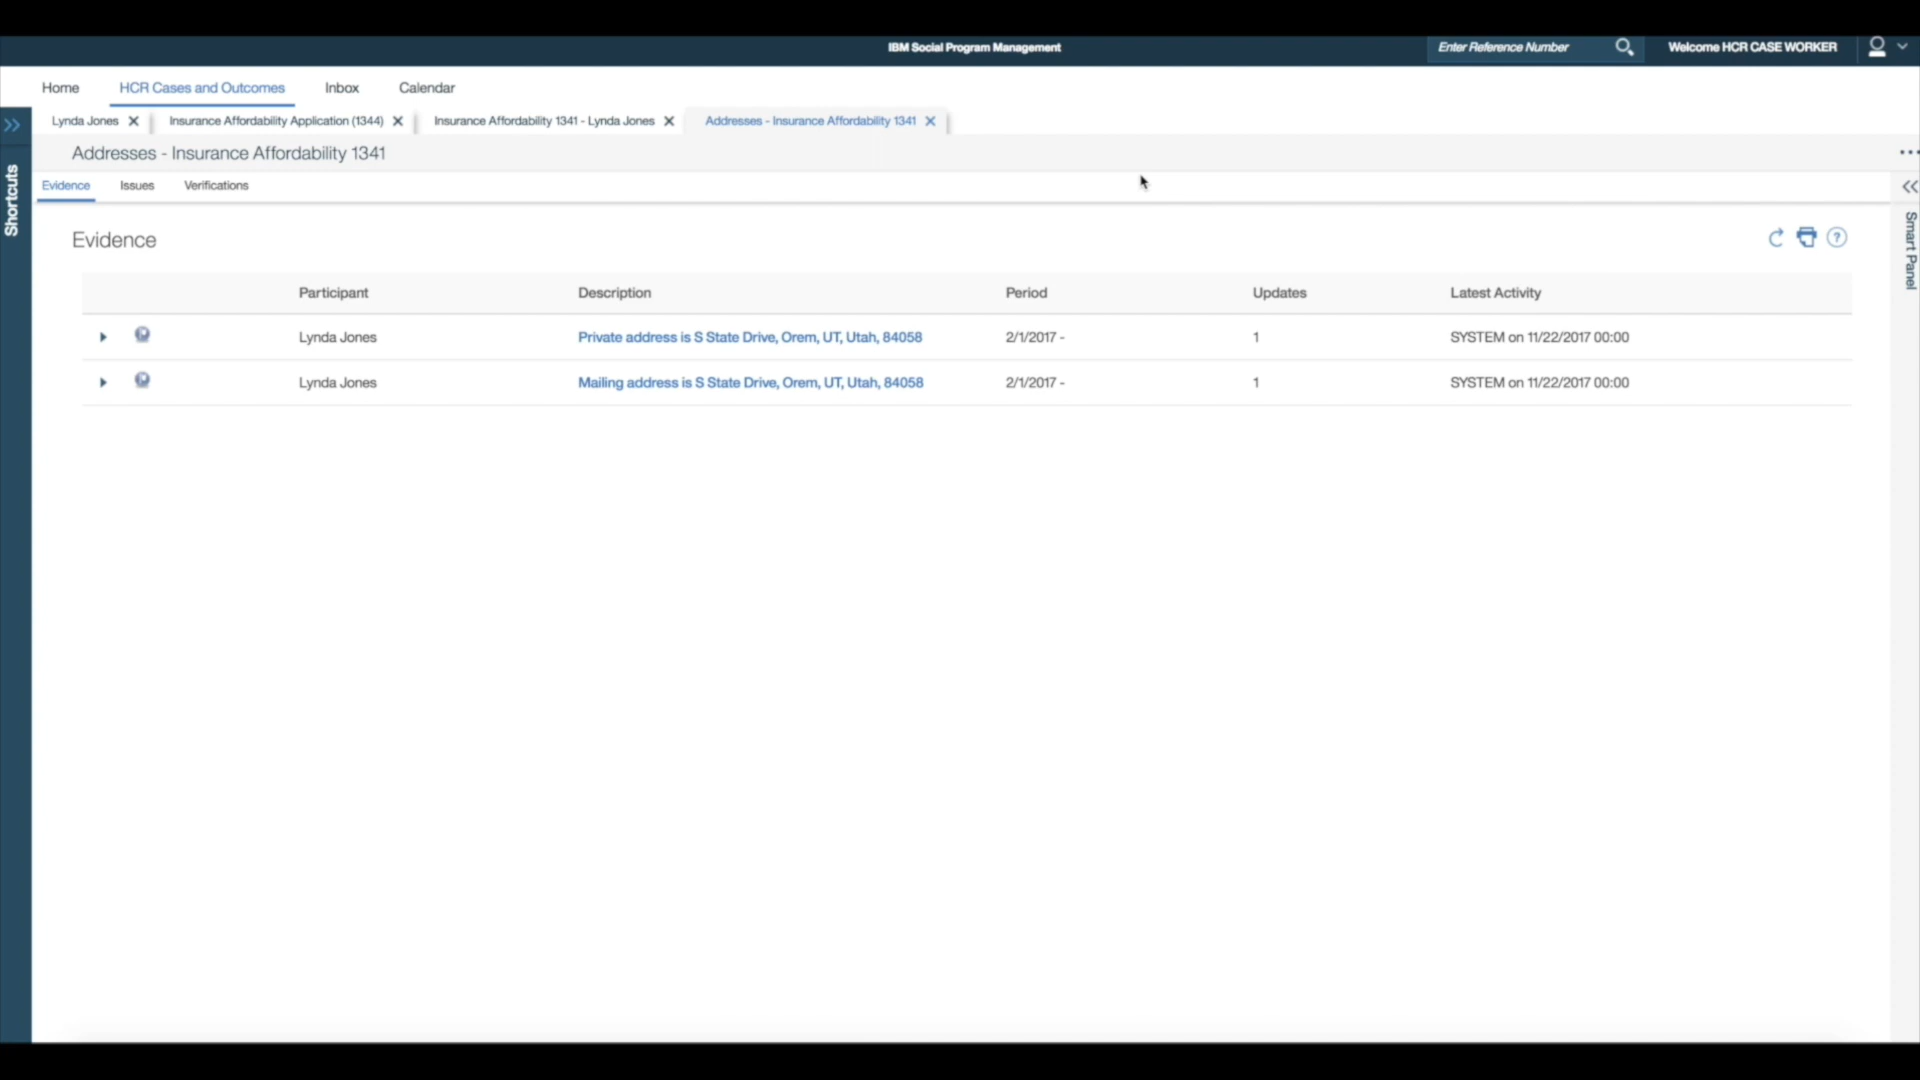 IBM Social Program Management
Enter Reference Number
Welcome HCR CASE WORKER
Home
HCR Cases and Outcomes
Inbox
Calendar
Lynda Jones
Insurance Affordability Application (1344)
Insurance Affordability 1341 - Lynda Jones
Addresses - Insurance Affordability 1341
Addresses - Insurance Affordability 1341
Shortcuts
Evidence
Issues
Verifications
Smart Panel
Evidence
Participant Description Period Updates Latest Activity
Lynda Jones Private address is S State Drive, Orem, UT, Utah, 84058 2/1/2017 - 1 SYSTEM on 11/22/2017 00:00
Lynda Jones Mailing address is S State Drive, Orem, UT, Utah, 84058 2/1/2017 - 1 SYSTEM on 11/22/2017 00:00